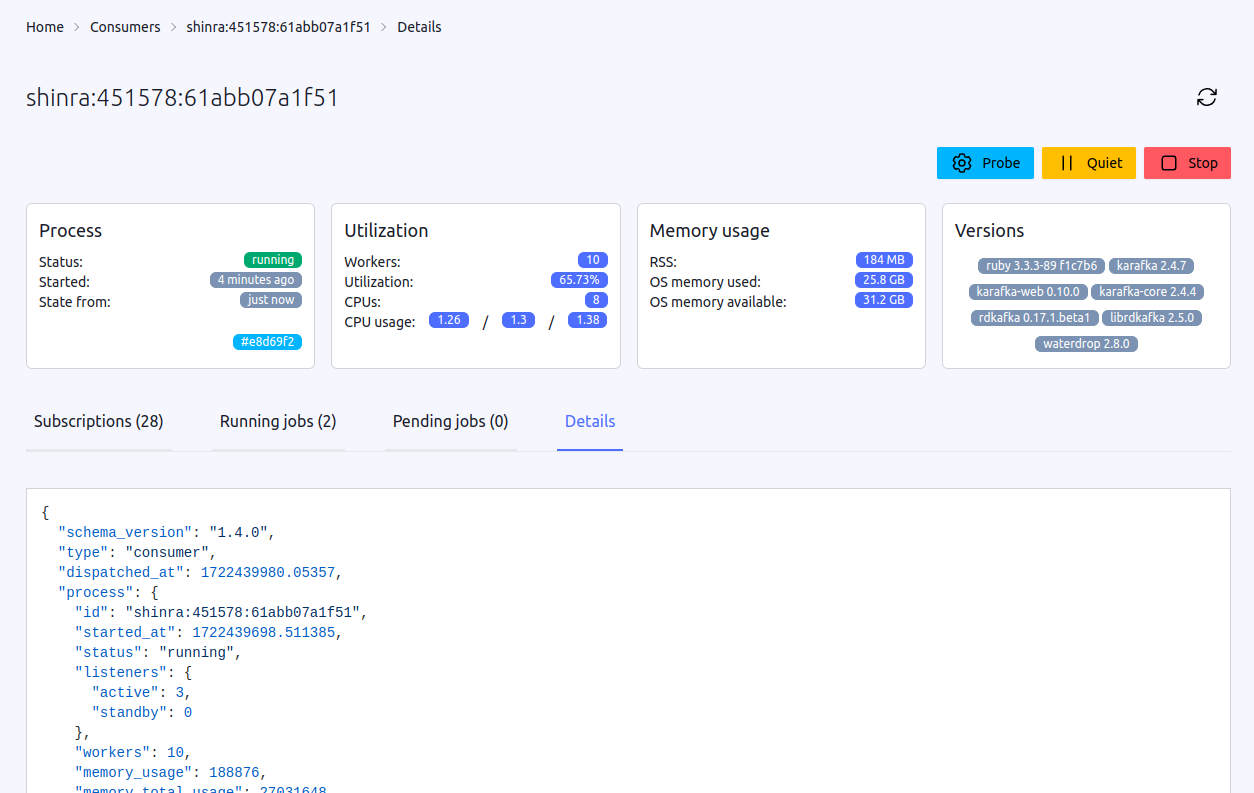 Home > Consumers > shinra:451578:61abb07a1f51 > Details
shinra:451578:61abb07a1f51
Probe Quiet Stop
Process
Status: running
Started: 4 minutes ago
State from: just now
#e8d69f2
Utilization
Workers: 10
Utilization: 65.73%
CPUs: 8
CPU usage: 1.26 / 1.3 / 1.38
Memory usage
RSS: 184 MB
OS memory used: 25.8 GB
OS memory available: 31.2 GB
Versions
ruby 3.3.3-89 f1c7b6 karafka 2.4.7
karafka-web 0.10.0 karafka-core 2.4.4
rdkafka 0.17.1.beta1 librdkafka 2.5.0
waterdrop 2.8.0
Subscriptions (28) Running jobs (2) Pending jobs (0) Details
{
"schema_version": "1.4.0",
"type": "consumer",
"dispatched_at": 1722439980.05357,
"process": {
"id": "shinra:451578:61abb07a1f51",
"started_at": 1722439698.511385,
"status": "running",
"listeners": {
"active": 3,
"standby": 0
},
"workers": 10,
"memory_usage": 188876,
"memory_total_usage": 27031648,